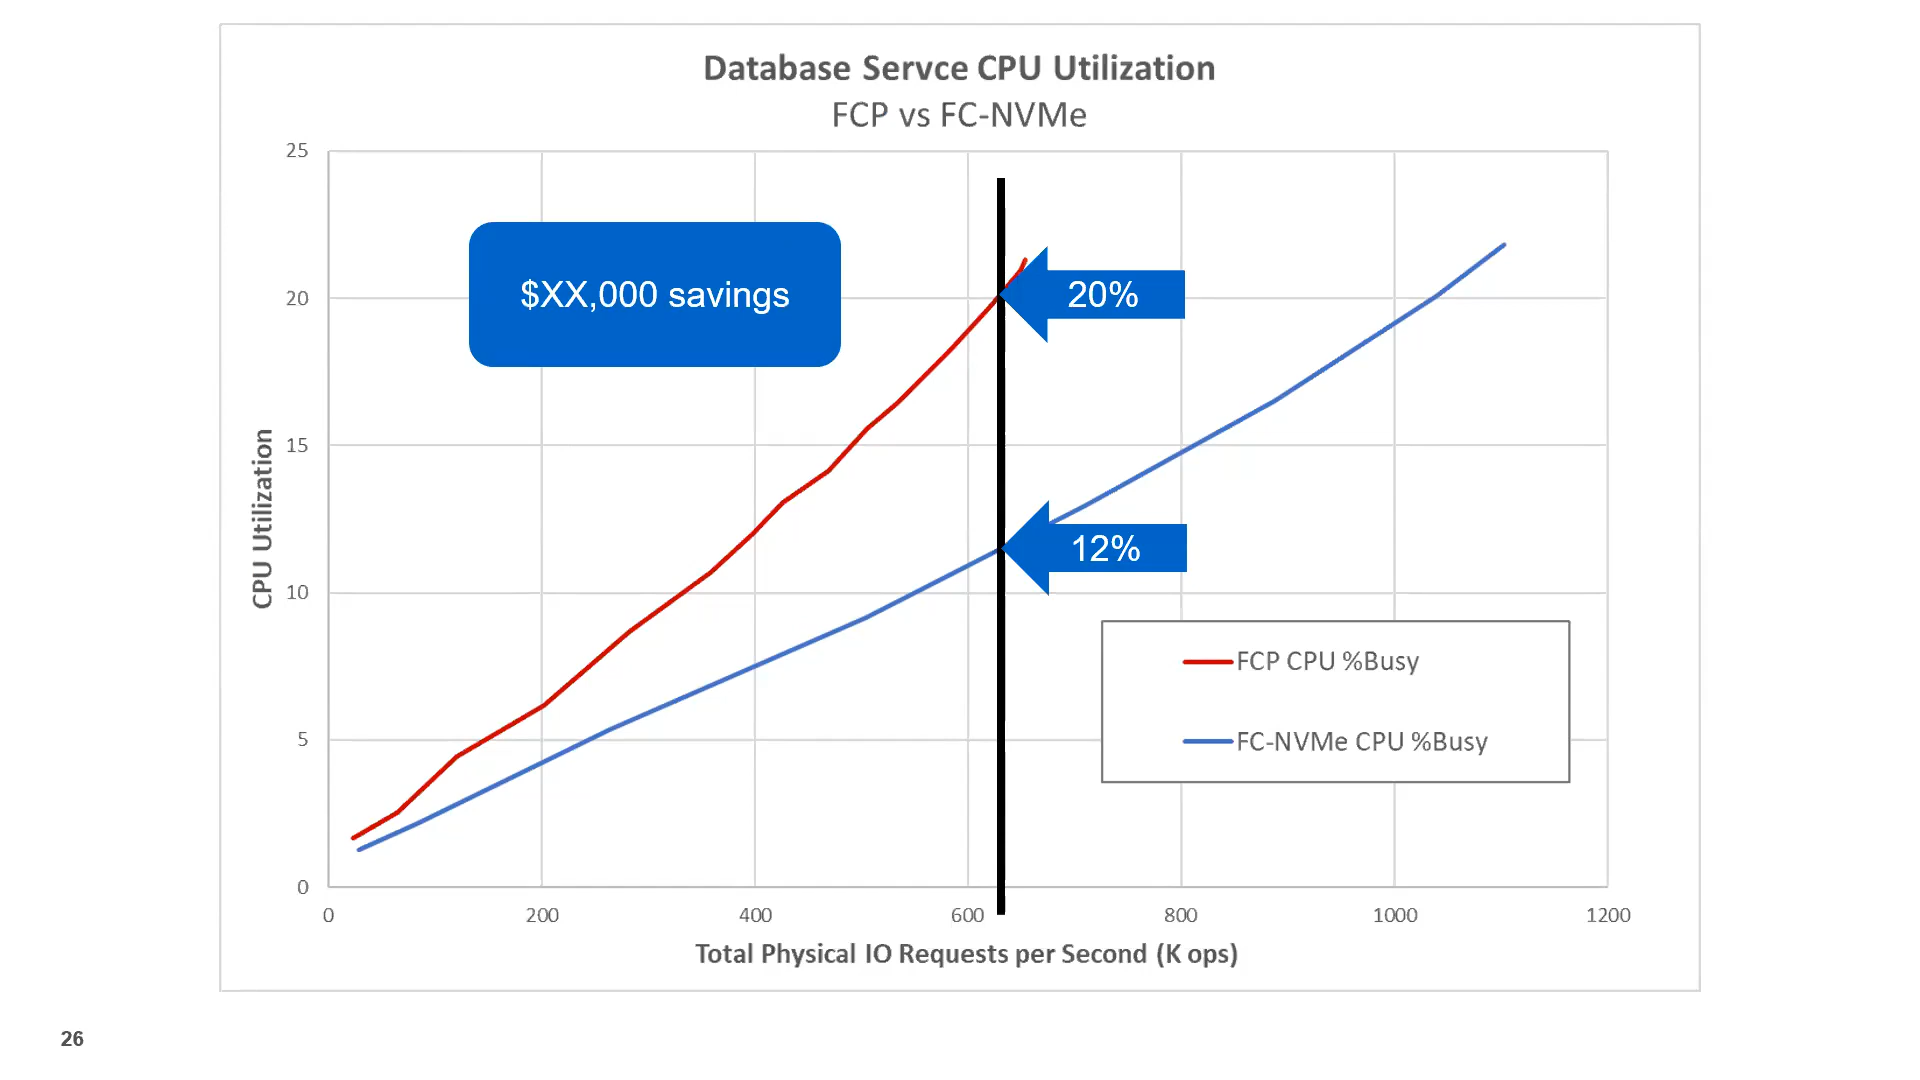 Database Servce CPU Utilization
FCP vs FC-NVMe
25
20
15
10
5
0
CPU Utilization
$XX,000 savings
20%
12%
FCP CPU %Busy
FC-NVMe CPU %Busy
0 200 400 600 800 1000 1200
Total Physical IO Requests per Second (K ops)
26